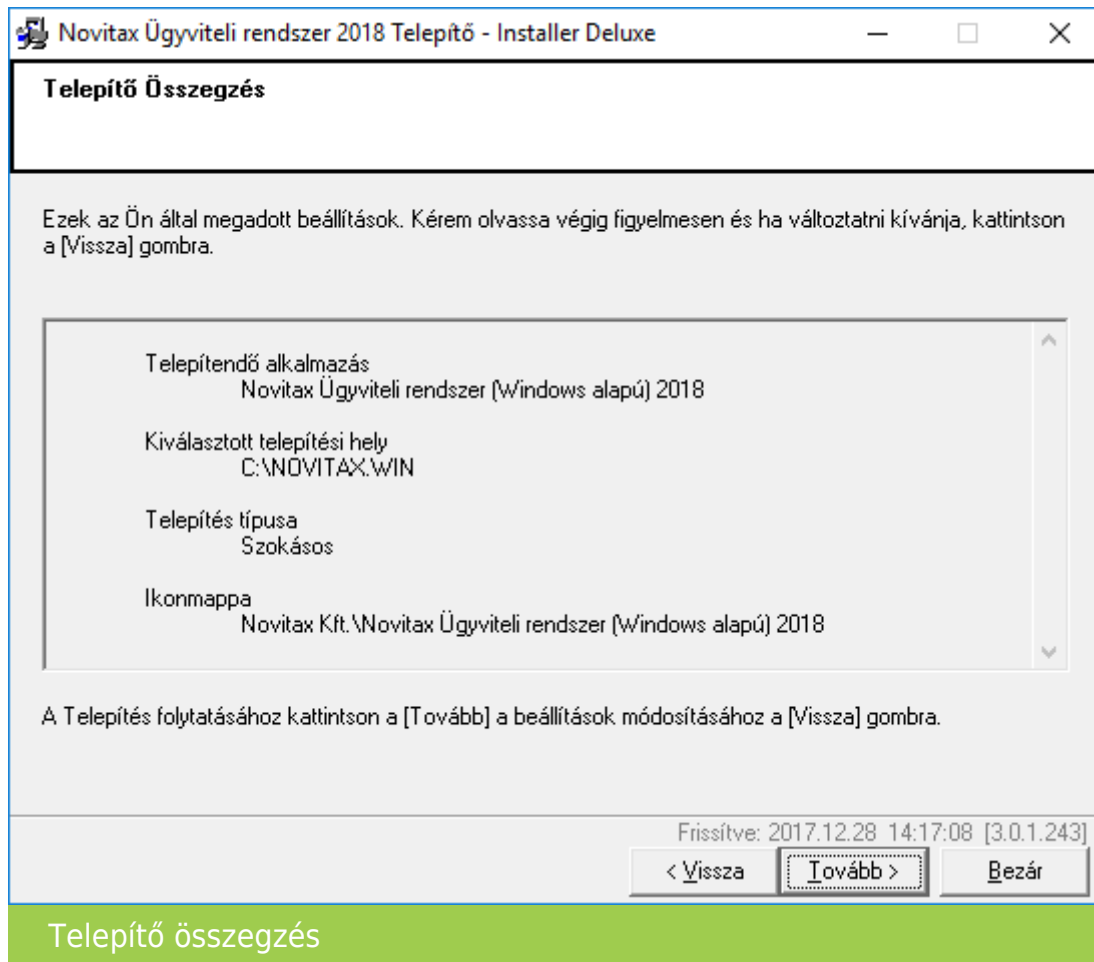 Novitax Ügyviteli rendszer 2018 Telepítő - Installer Deluxe
Telepítő Összegzés
Ezek az Ön által megadott beállítások. Kérem olvassa végig figyelmesen és ha változtatni kívánja, kattintson
a [Vissza] gombra.
Telepítendő alkalmazás
Novitax Ügyviteli rendszer (Windows alapú) 2018
Kiválasztott telepítési hely
C:\NOVITAX.WIN
Telepítés típusa
Szokásos
Ikonmappa
Novitax Kft.\Novitax Ügyviteli rendszer (Windows alapú) 2018
A Telepítés folytatásához kattintson a [Tovább] a beállítások módosításához a [Vissza] gombra.
Frissítve: 2017.12.28 14:17:08 [3.0.1.243]
< Vissza Tovább > Bezár
Telepítő összegzés